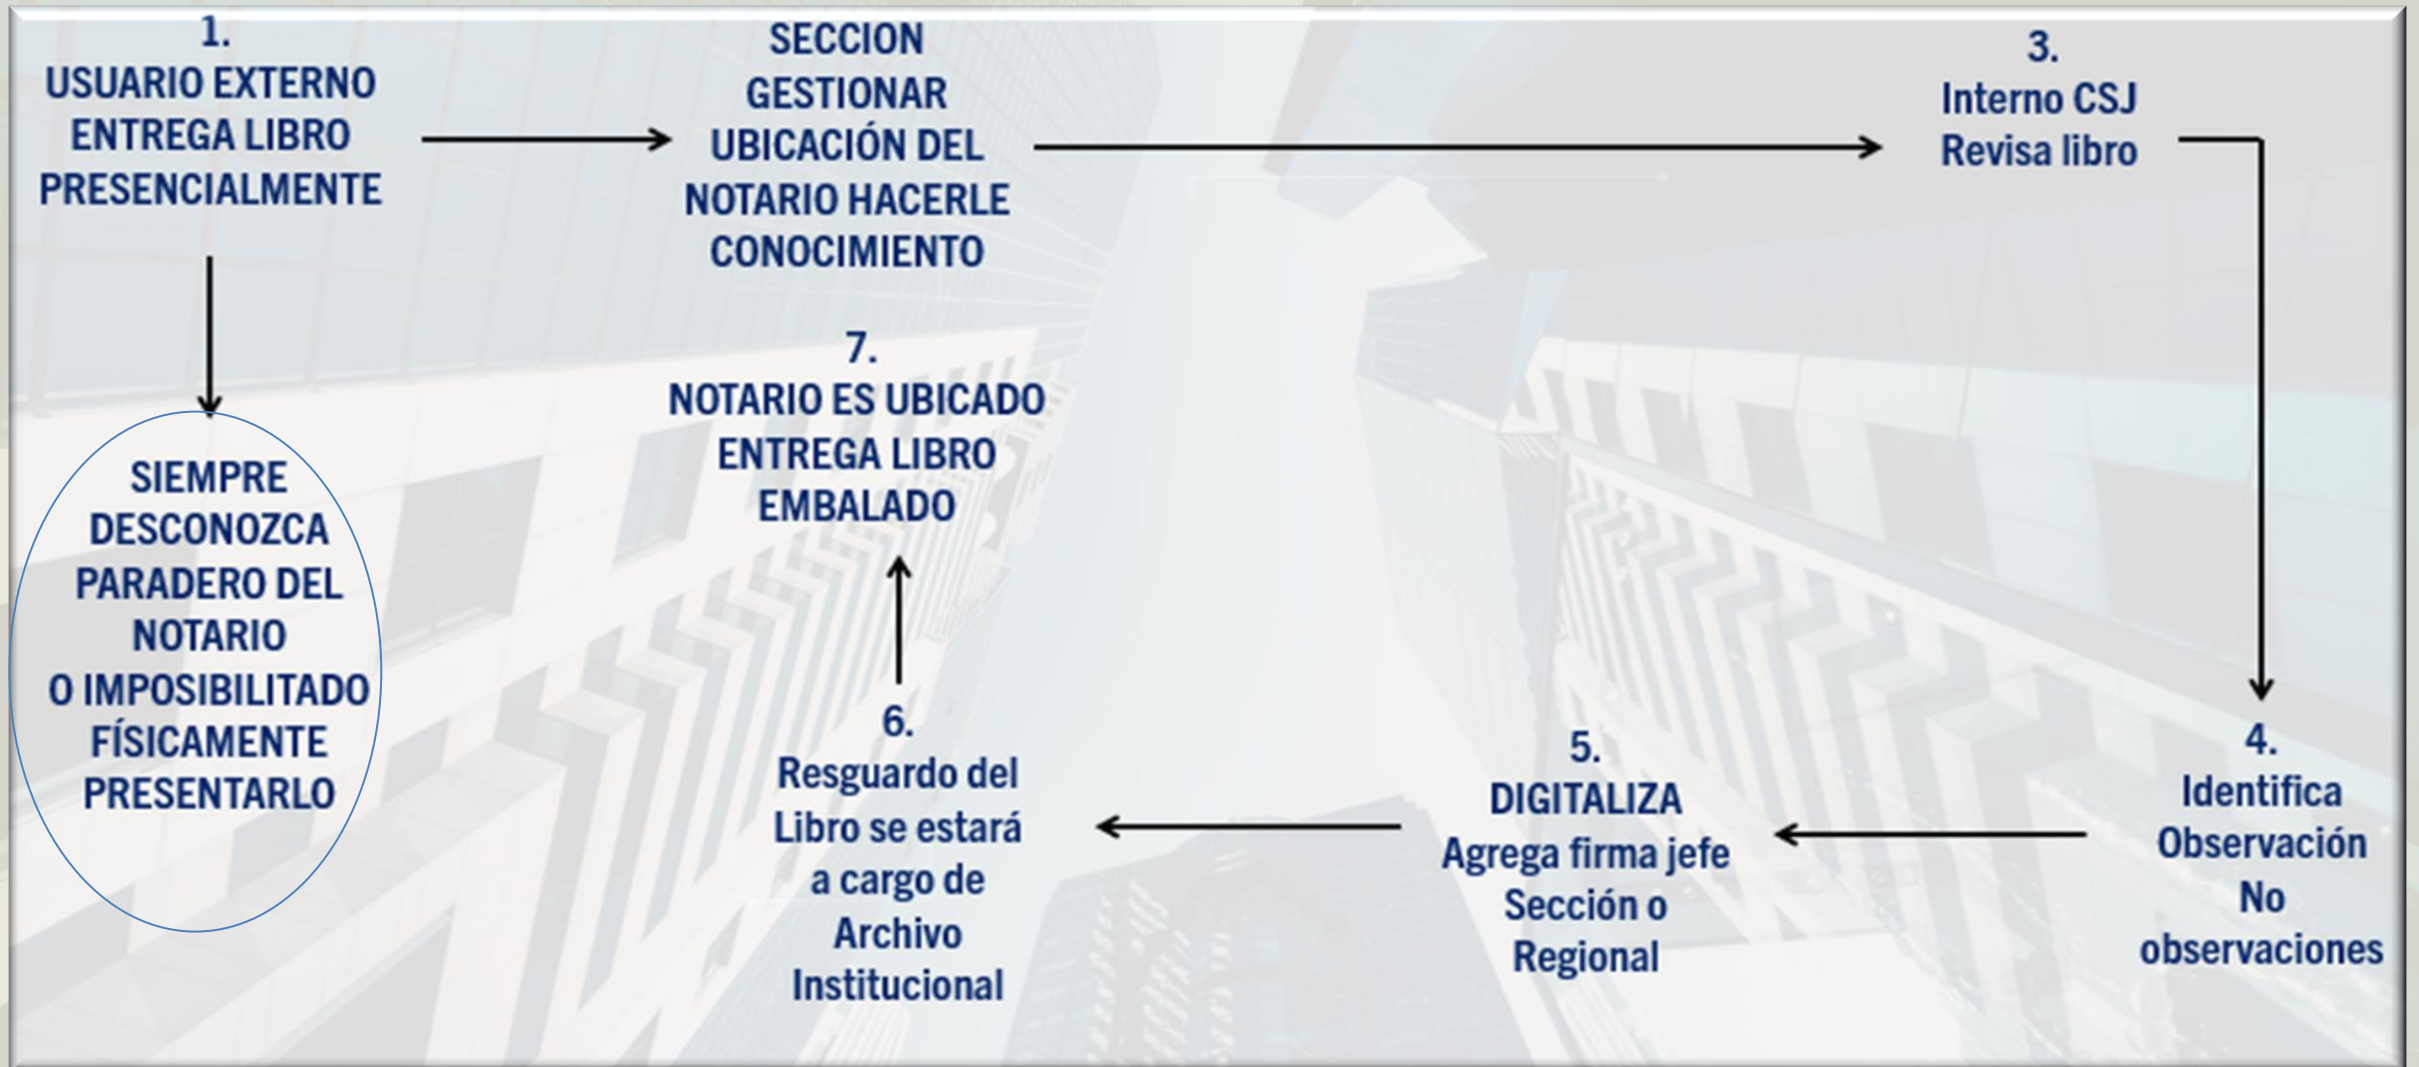 1.
USUARIO EXTERNO
ENTREGA LIBRO
PRESENCIALMENTE
SECCION
GESTIONAR
UBICACIÓN DEL
NOTARIO HACERLE
CONOCIMIENTO
3.
Interno CSJ
Revisa libro
SIEMPRE
DESCONOZCA
PARADERO DEL
NOTARIO
O IMPOSIBILITADO
FÍSICAMENTE
PRESENTARLO
7.
NOTARIO ES UBICADO
ENTREGA LIBRO
EMBALADO
6.
Resguardo del
Libro se estará
a cargo de
Archivo
Institucional
5.
DIGITALIZA
Agrega firma jefe
Sección o
Regional
4.
Identifica
Observación
No
observaciones